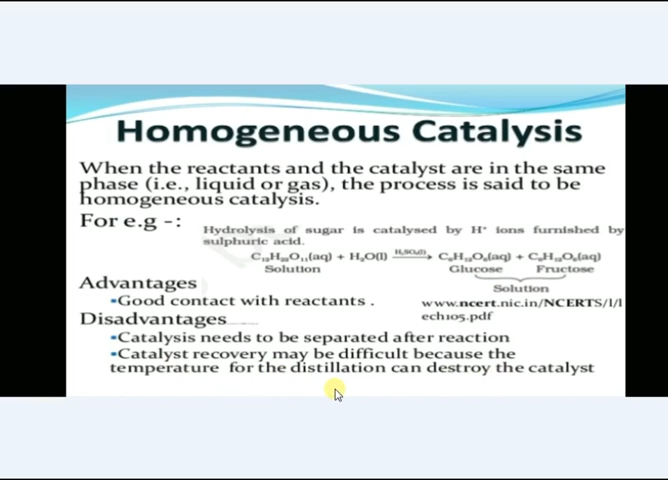 Homogeneous Catalysis
When the reactants and the catalyst are in the same
phase (i.e., liquid or gas), the process is said to be
homogeneous catalysis.
For e.g -:
Hydrolysis of sugar is catalysed by H⁺ ions furnished by
sulphuric acid.
C₁₂H₂₂O₁₁(aq) + H₂O(l) —H₂SO₄(l)→ C₆H₁₂O₆(aq) + C₆H₁₂O₆(aq)
Solution Glucose Fructose
Solution
Advantages
•Good contact with reactants .
www.ncert.nic.in/NCERTS/l/l
ech105.pdf
Disadvantages
•Catalysis needs to be separated after reaction
•Catalyst recovery may be difficult because the
temperature for the distillation can destroy the catalyst